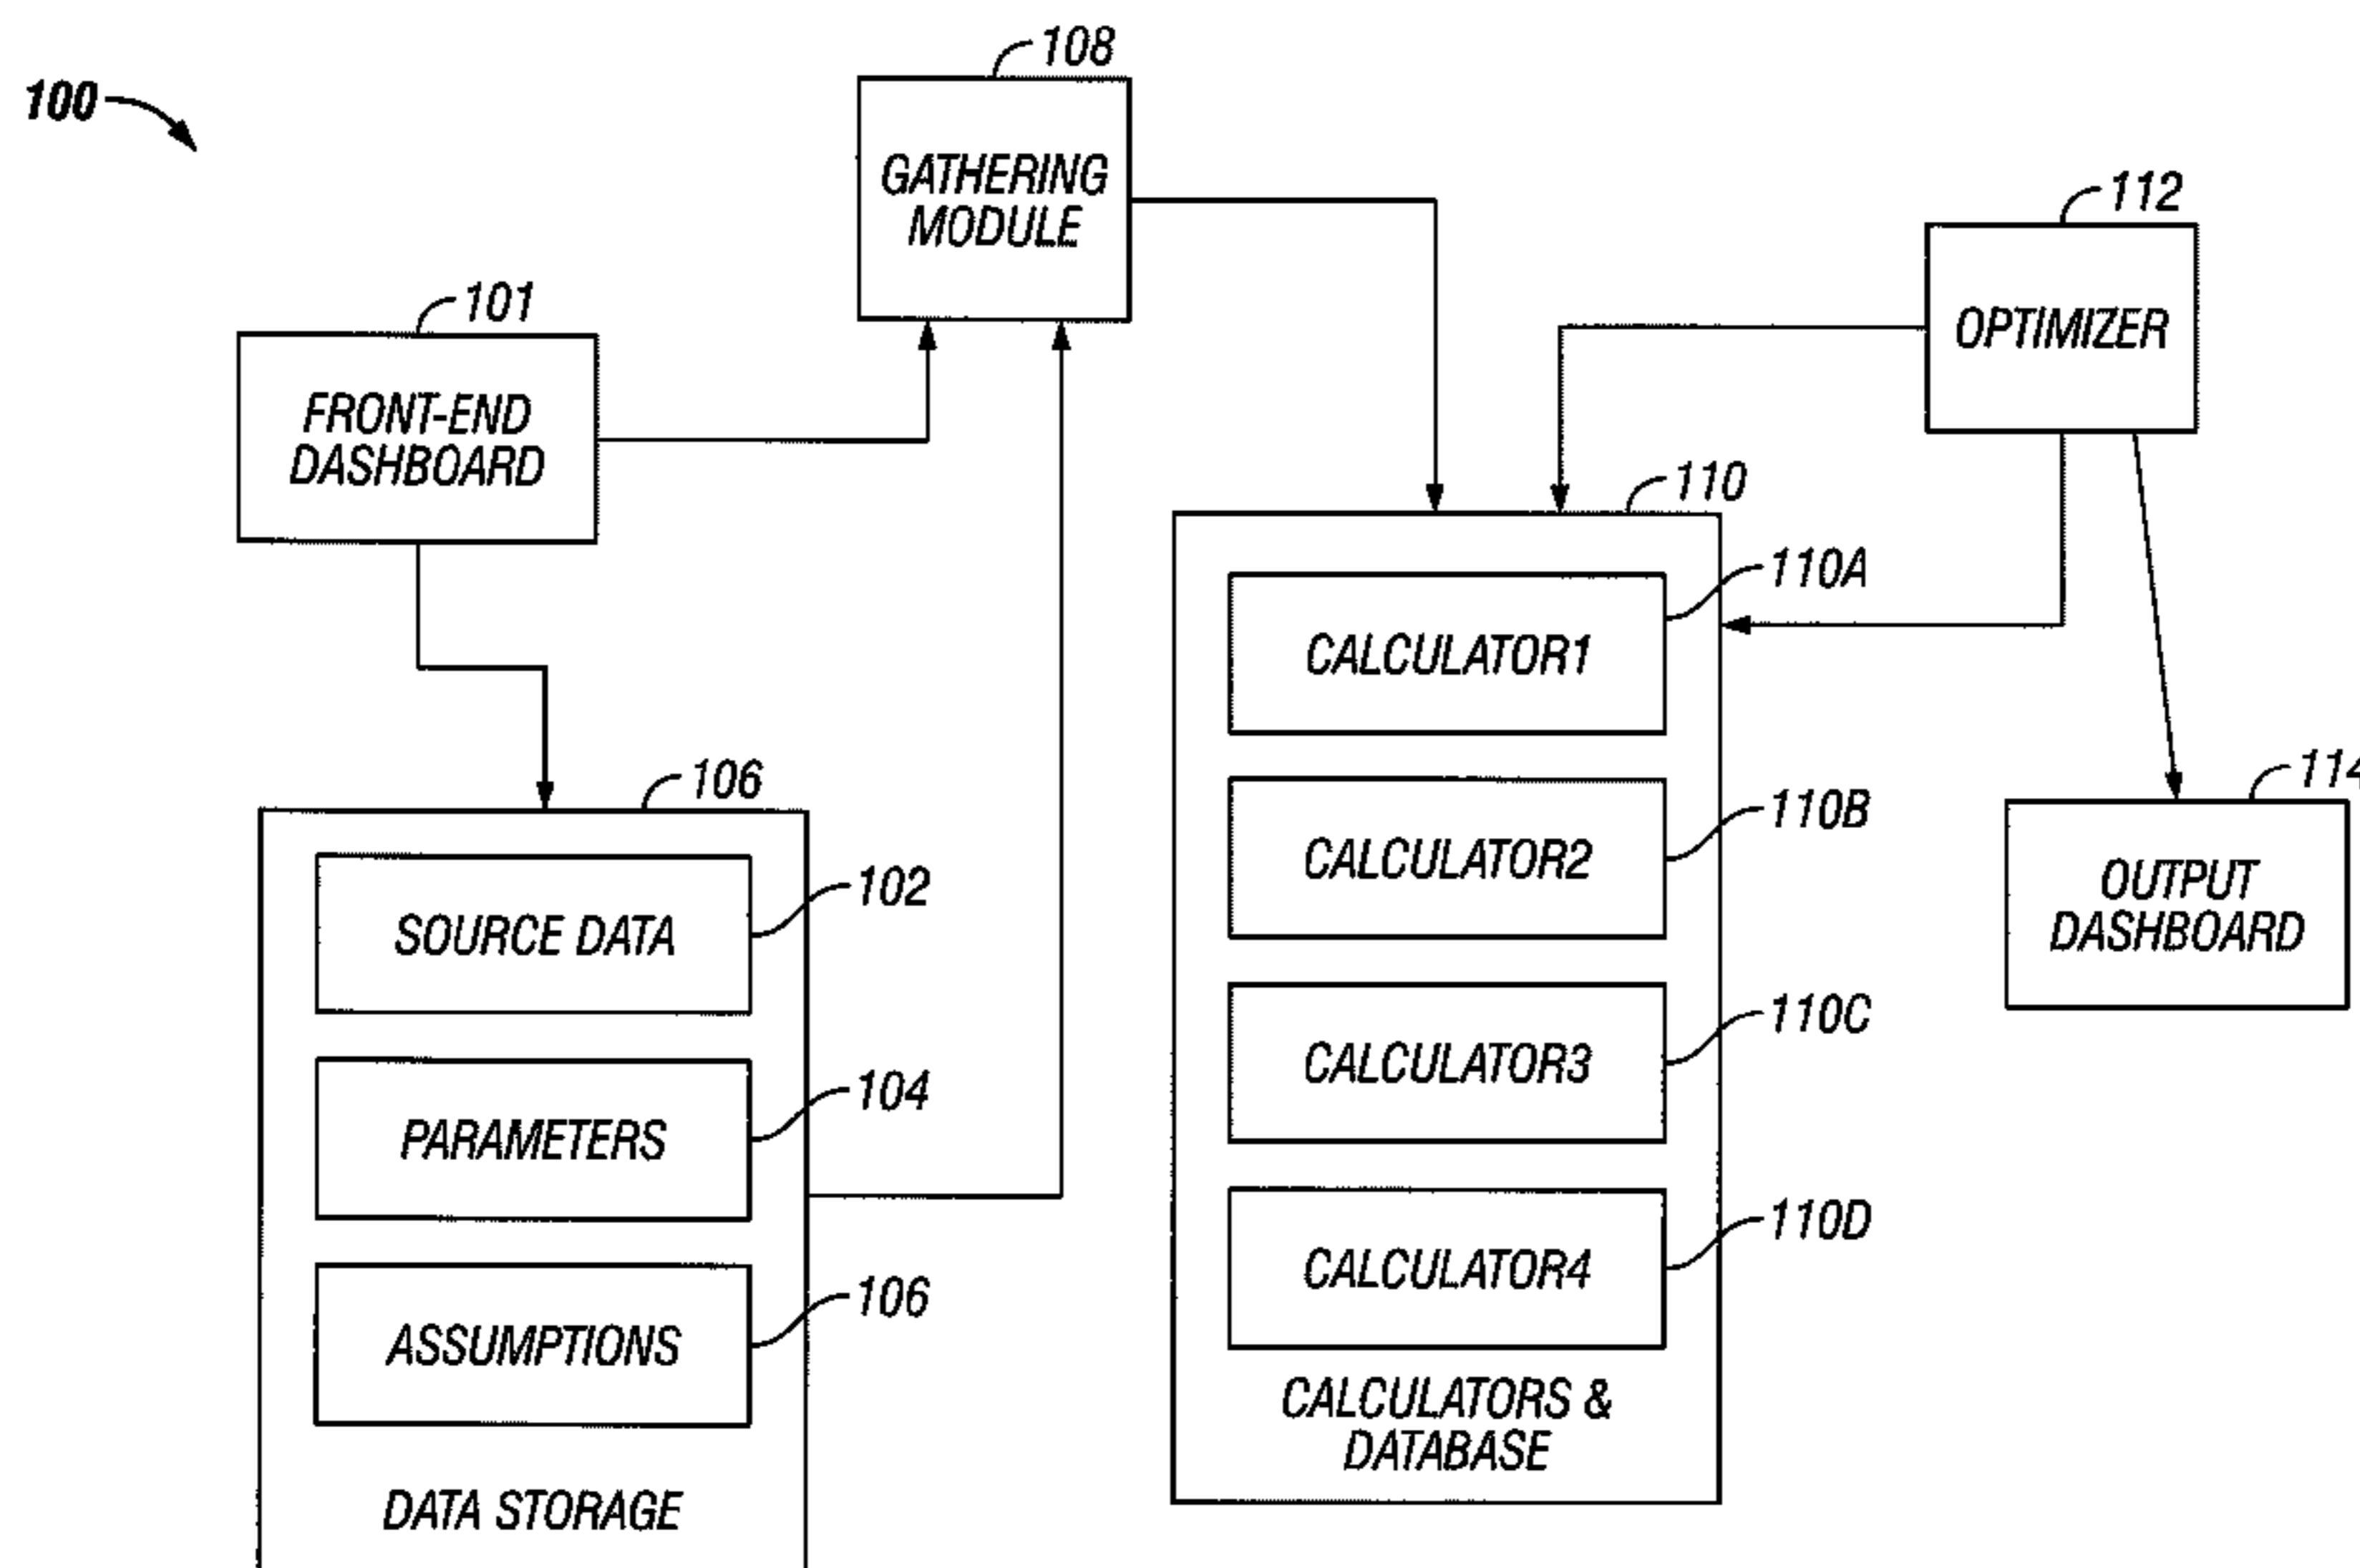 100
108
GATHERING
MODULE
112
OPTIMIZER
101
FRONT-END
DASHBOARD
110
110A
CALCULATOR1
110B
CALCULATOR2
110C
CALCULATOR3
110D
CALCULATOR4
CALCULATORS &
DATABASE
114
OUTPUT
DASHBOARD
106
102
SOURCE DATA
104
PARAMETERS
106
ASSUMPTIONS
DATA STORAGE